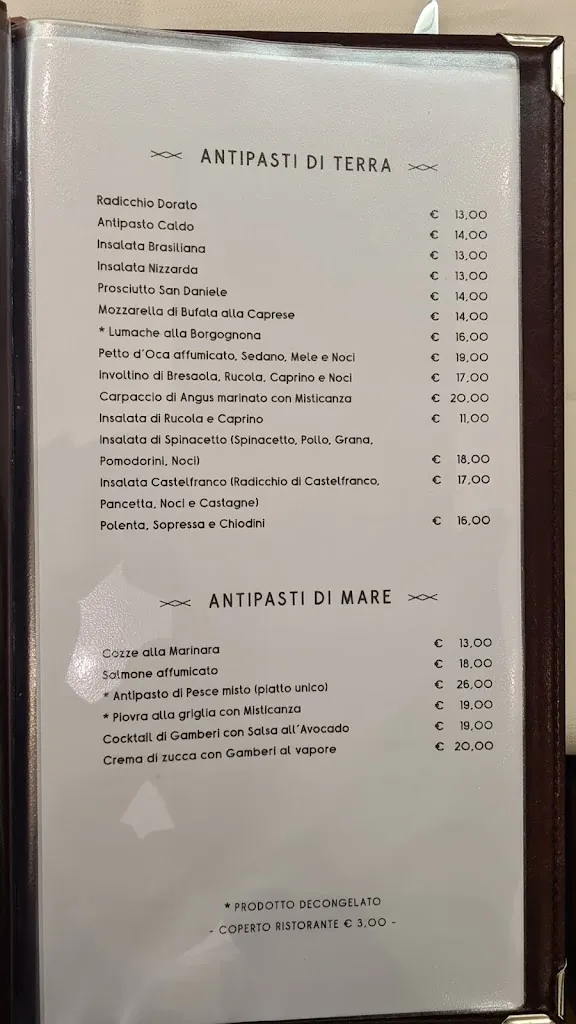 ANTIPASTI DI TERRA
Radicchio Dorato € 13,00
Antipasto Caldo € 14,00
Insalata Brasiliana € 13,00
Insalata Nizzarda € 13,00
Prosciutto San Daniele € 14,00
Mozzarella di Bufala alla Caprese € 14,00
* Lumache alla Borgognona € 16,00
Petto d'Oca affumicato, Sedano, Mele e Noci € 19,00
Involtino di Bresaola, Rucola, Caprino e Noci € 17,00
Carpaccio di Angus marinato con Misticanza € 20,00
Insalata di Rucola e Caprino € 11,00
Insalata di Spinacetto (Spinacetto, Pollo, Grana,
Pomodorini, Noci) € 18,00
Insalata Castelfranco (Radicchio di Castelfranco, € 17,00
Pancetta, Noci e Castagne)
Polenta, Sopressa e Chiodini € 16,00
ANTIPASTI DI MARE
Cozze alla Marinara € 13,00
Salmone affumicato € 18,00
* Antipasto di Pesce misto (piatto unico) € 26,00
* Piovra alla griglia con Misticanza € 19,00
Cocktail di Gamberi con Salsa all'Avocado € 19,00
Crema di zucca con Gamberi al vapore € 20,00
* PRODOTTO DECONGELATO
- COPERTO RISTORANTE € 3,00 -